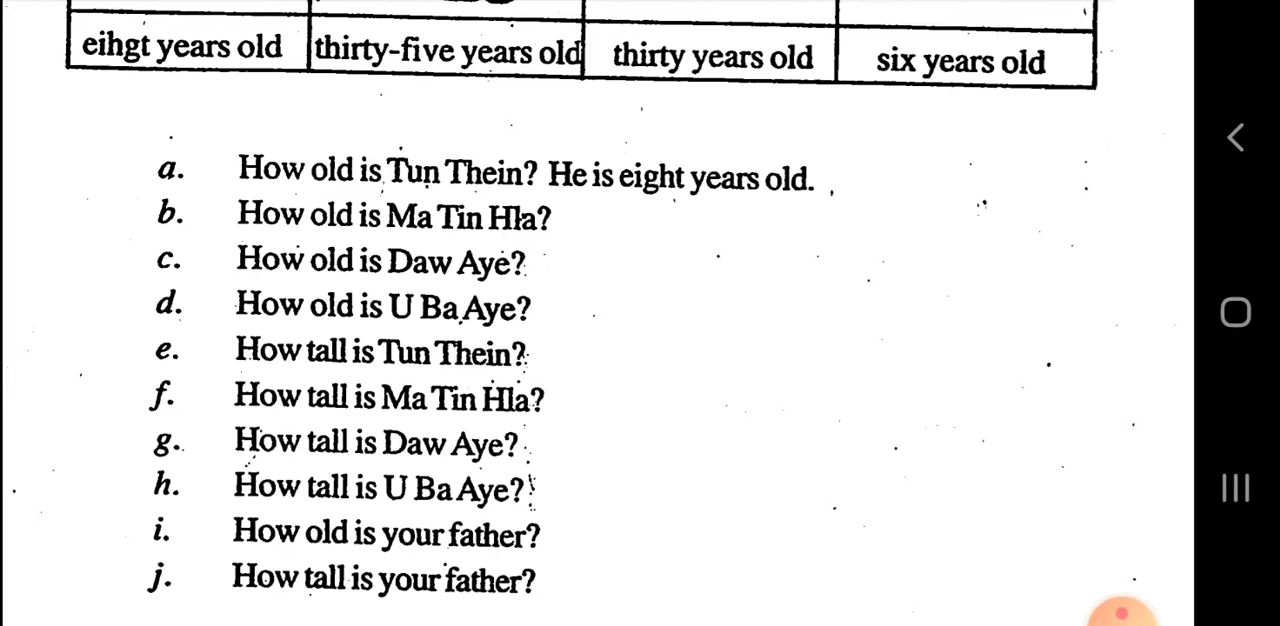 eihgt years old thirty-five years old thirty years old six years old
a. How old is Tun Thein? He is eight years old.
b. How old is Ma Tin Hla?
c. How old is Daw Aye?
d. How old is U Ba Aye?
e. How tall is Tun Thein?
f. How tall is Ma Tin Hla?
g. How tall is Daw Aye?
h. How tall is U Ba Aye?
i. How old is your father?
j. How tall is your father?